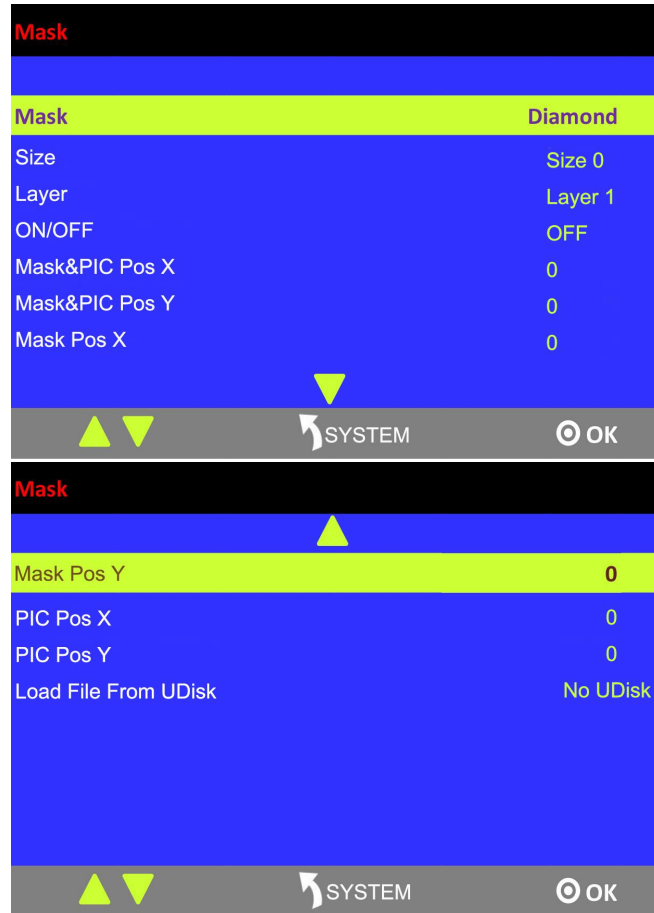 Mask
Mask Diamond
Size Size 0
Layer Layer 1
ON/OFF OFF
Mask&PIC Pos X 0
Mask&PIC Pos Y 0
Mask Pos X 0
SYSTEM OK
Mask
Mask Pos Y 0
PIC Pos X 0
PIC Pos Y 0
Load File From UDisk No UDisk
SYSTEM OK